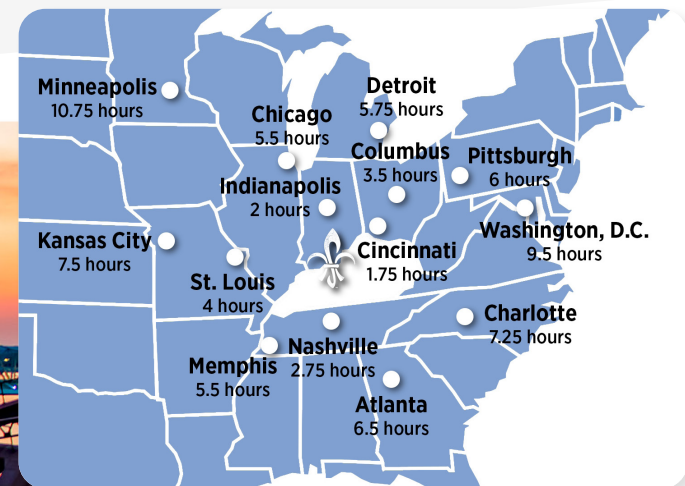 Minneapolis
10.75 hours
Detroit
5.75 hours
Chicago
5.5 hours
Columbus
3.5 hours
Pittsburgh
6 hours
Indianapolis
2 hours
Washington, D.C.
9.5 hours
Kansas City
7.5 hours
Cincinnati
1.75 hours
St. Louis
4 hours
Charlotte
7.25 hours
Nashville
2.75 hours
Memphis
5.5 hours
Atlanta
6.5 hours